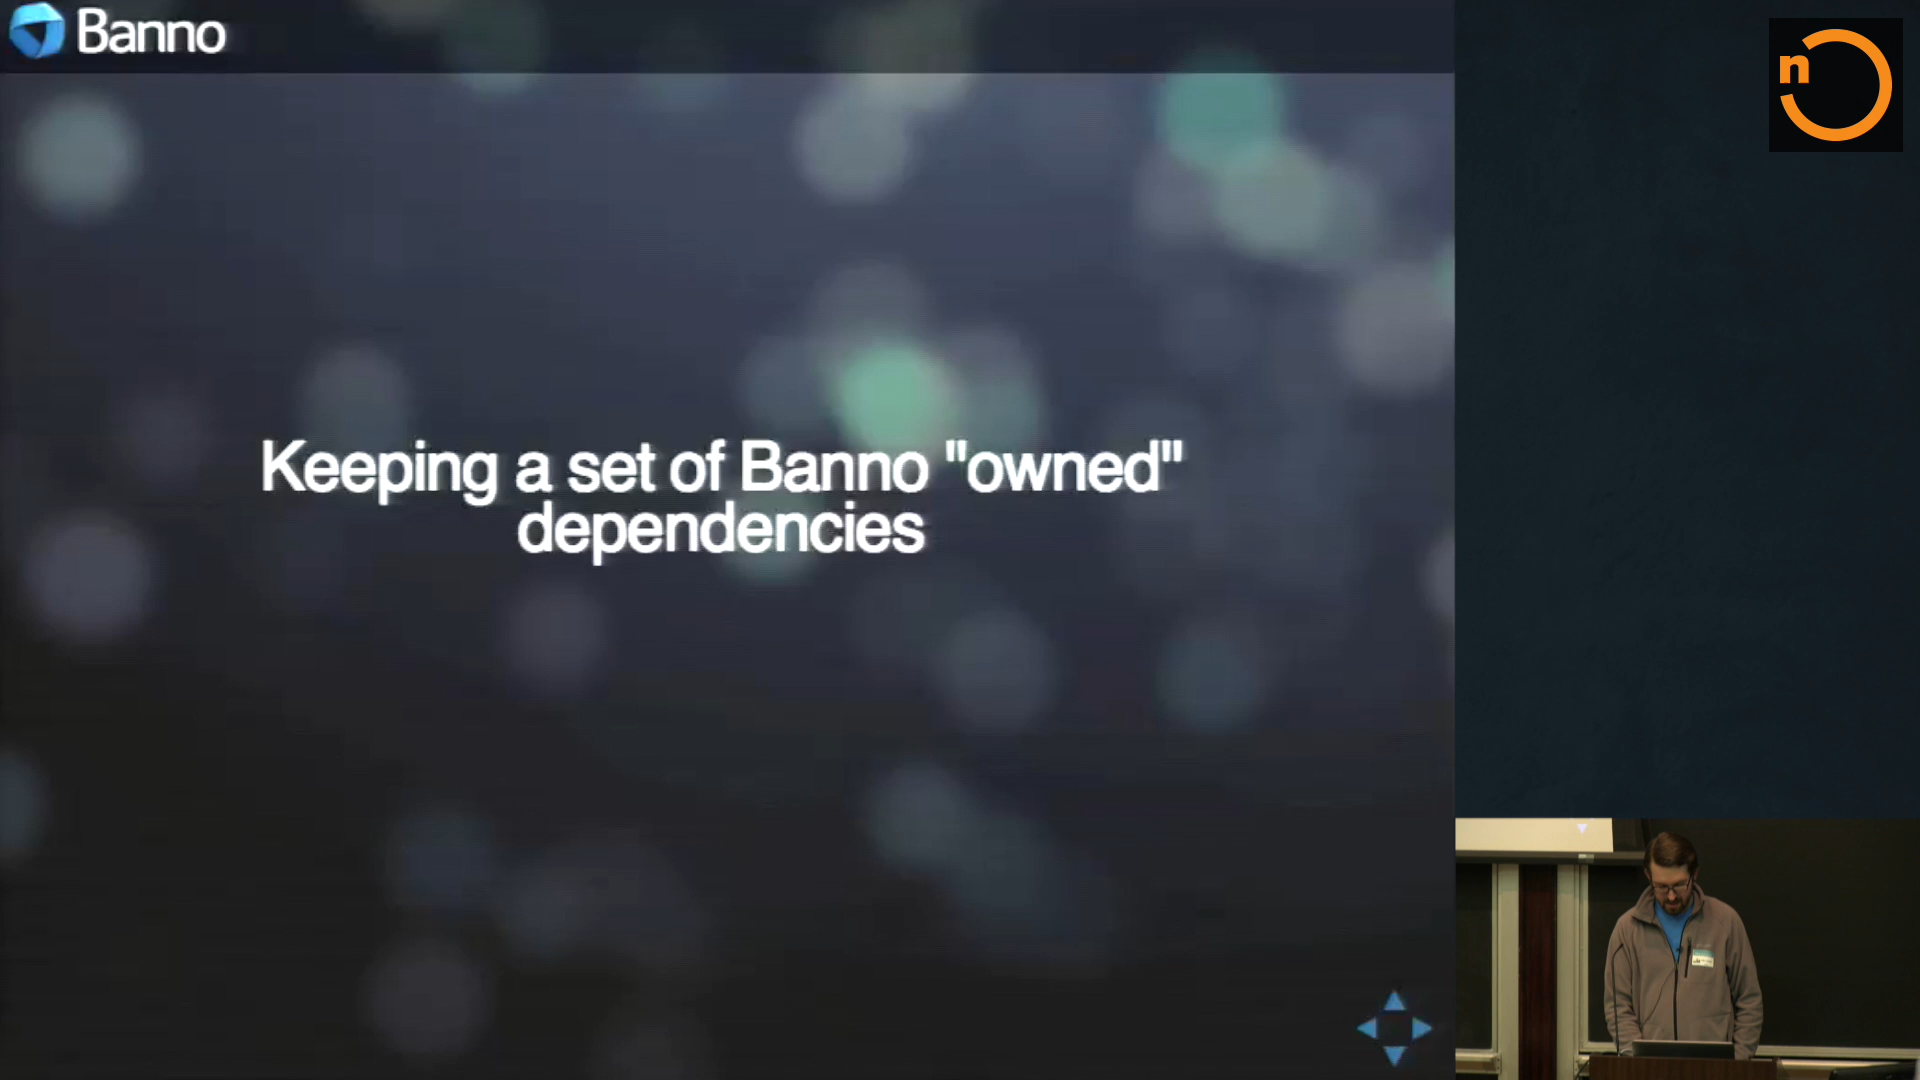 Banno
n
Keeping a set of Banno "owned"
dependencies